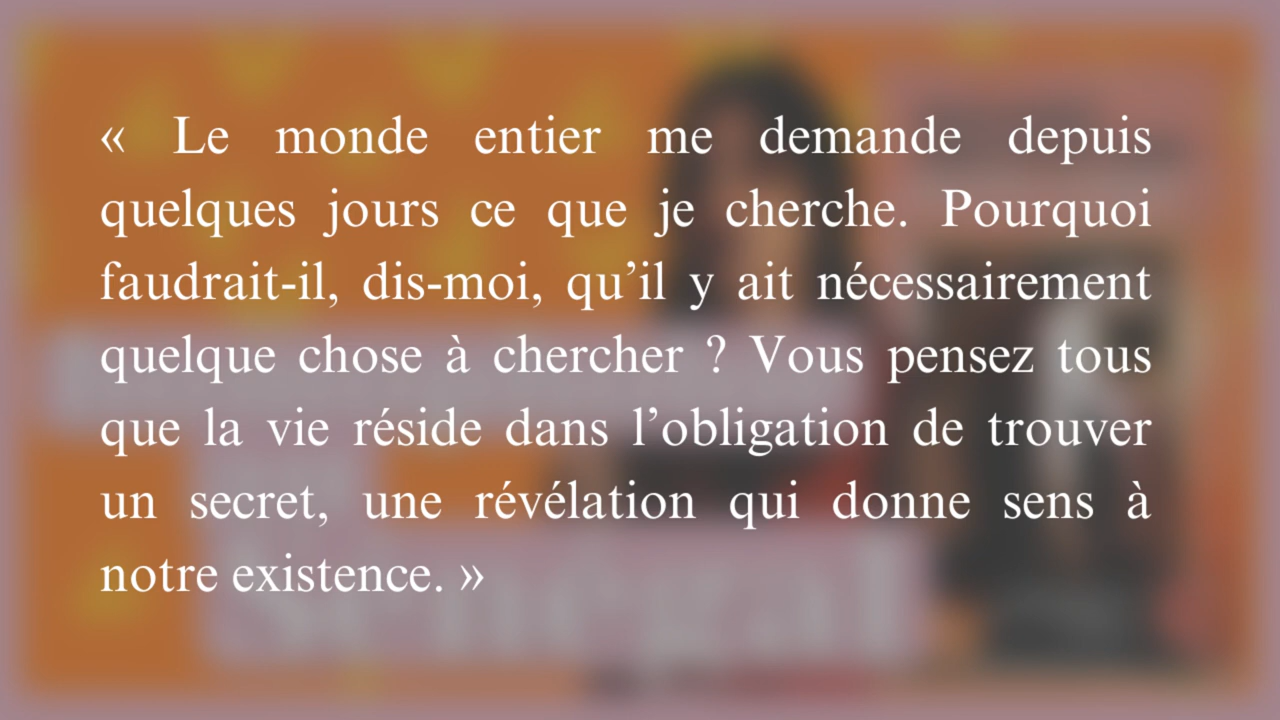 « Le monde entier me demande depuis
quelques jours ce que je cherche. Pourquoi
faudrait-il, dis-moi, qu’il y ait nécessairement
quelque chose à chercher ? Vous pensez tous
que la vie réside dans l’obligation de trouver
un secret, une révélation qui donne sens à
notre existence. »